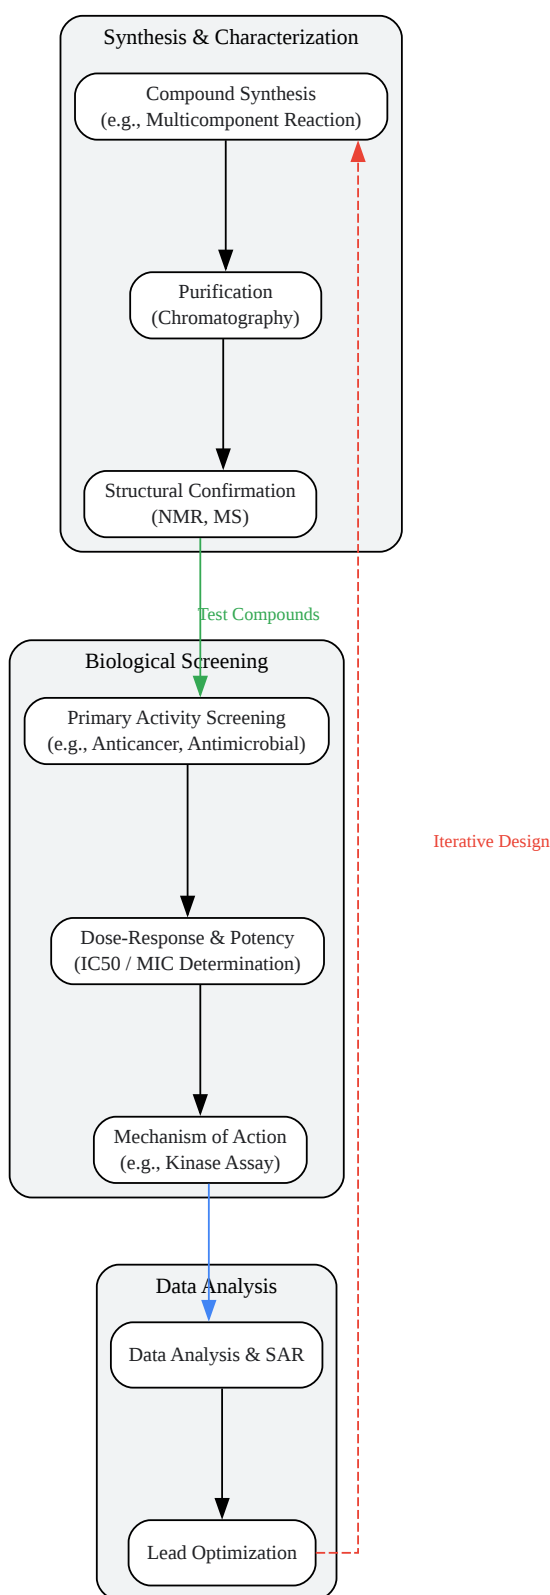 Synthesis & Characterization
Compound Synthesis
(e.g., Multicomponent Reaction)
Purification
(Chromatography)
Structural Confirmation
(NMR, MS)
Test Compounds
Biological Screening
Primary Activity Screening
(e.g., Anticancer, Antimicrobial)
Iterative Design
Dose-Response & Potency
(IC50 / MIC Determination)
Mechanism of Action
(e.g., Kinase Assay)
Data Analysis
Data Analysis & SAR
Lead Optimization